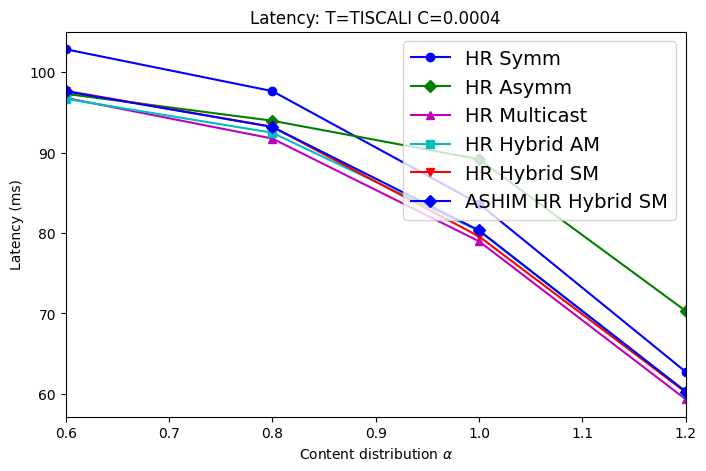 Latency: T=TISCALI C=0.0004
HR Symm
HR Asymm
HR Multicast
HR Hybrid AM
HR Hybrid SM
ASHIM HR Hybrid SM
Latency (ms)
100
90
80
70
60
0.6
0.7
0.8
0.9
1.0
1.1
1.2
Content distribution α